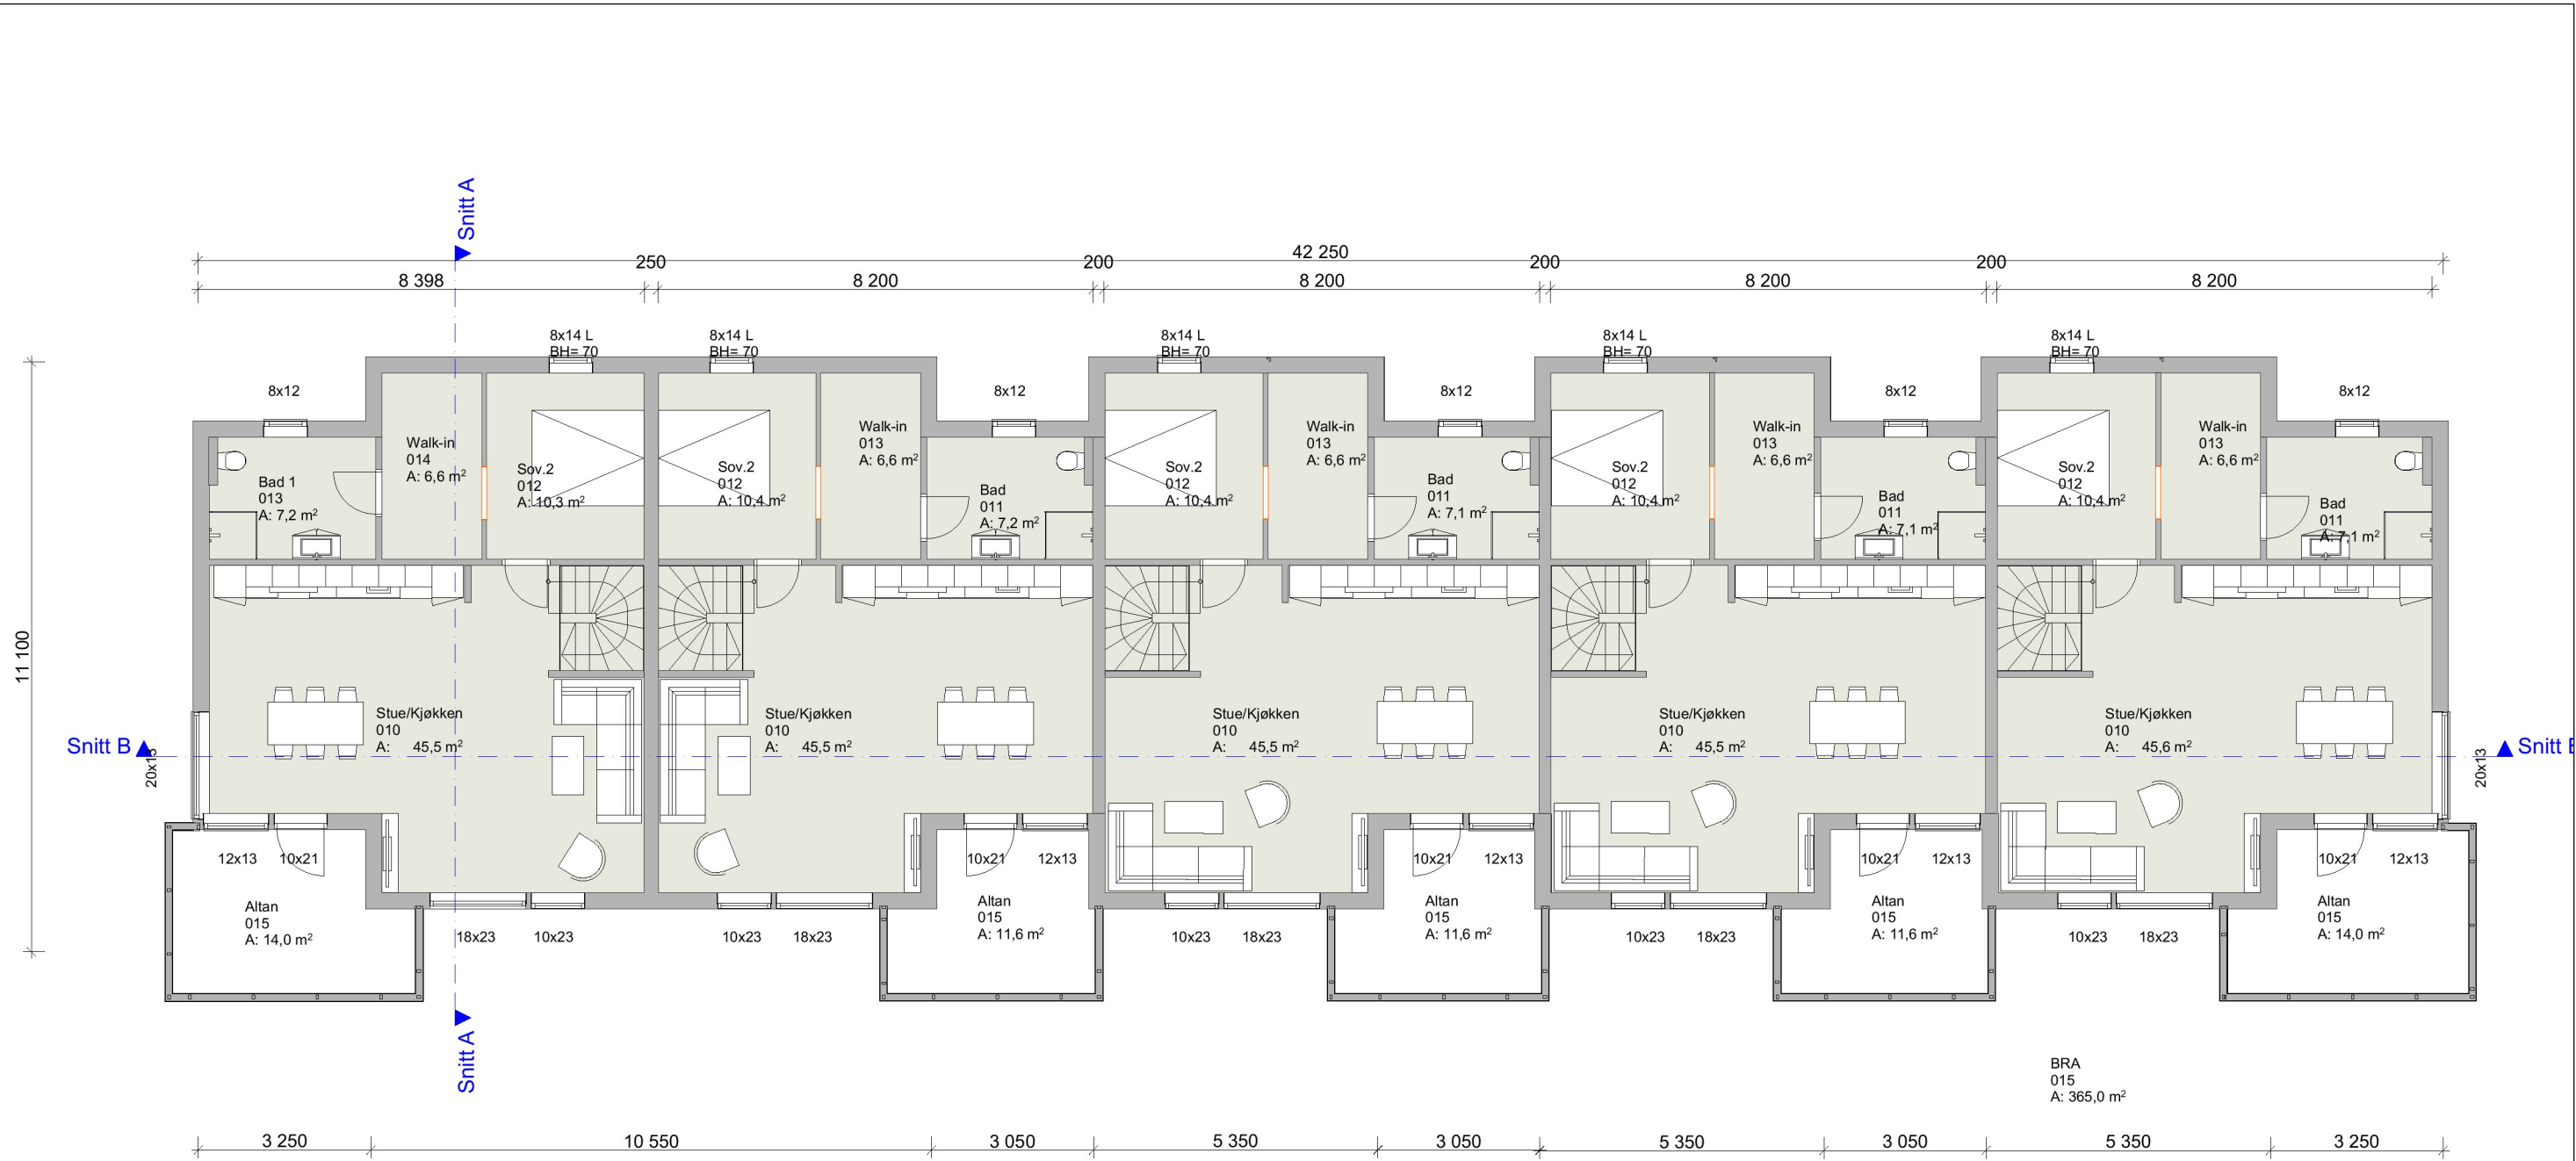 Snitt A
42 250
250
200
200
200
8 398
8 200
8 200
8 200
8 200
8x14 L
BH= 70
8x14 L
BH= 70
8x14 L
BH= 70
8x14 L
BH= 70
8x14 L
BH= 70
8x12
8x12
8x12
8x12
8x12
11 100
Bad 1
013
A: 7,2 m²
Walk-in
014
A: 6,6 m²
Sov.2
012
A: 10,3 m²
Sov.2
012
A: 10,4 m²
Walk-in
013
A: 6,6 m²
Bad
011
A: 7,2 m²
Sov.2
012
A: 10,4 m²
Walk-in
013
A: 6,6 m²
Bad
011
A: 7,1 m²
Sov.2
012
A: 10,4 m²
Walk-in
013
A: 6,6 m²
Bad
011
A: 7,1 m²
Sov.2
012
A: 10,4 m²
Walk-in
013
A: 6,6 m²
Bad
011
A: 7,1 m²
Stue/Kjøkken
010
A: 45,5 m²
Stue/Kjøkken
010
A: 45,5 m²
Stue/Kjøkken
010
A: 45,5 m²
Stue/Kjøkken
010
A: 45,5 m²
Stue/Kjøkken
010
A: 45,6 m²
Snitt B
20x13
20x13
Snitt
12x13
10x21
10x21
12x13
10x21
12x13
10x21
12x13
10x21
12x13
Altan
015
A: 14,0 m²
Altan
015
A: 11,6 m²
Altan
015
A: 11,6 m²
Altan
015
A: 11,6 m²
Altan
015
A: 14,0 m²
18x23
10x23
10x23
18x23
10x23
18x23
10x23
18x23
10x23
18x23
Snitt A
BRA
015
A: 365,0 m²
3 250
10 550
3 050
5 350
3 050
5 350
3 050
5 350
3 250